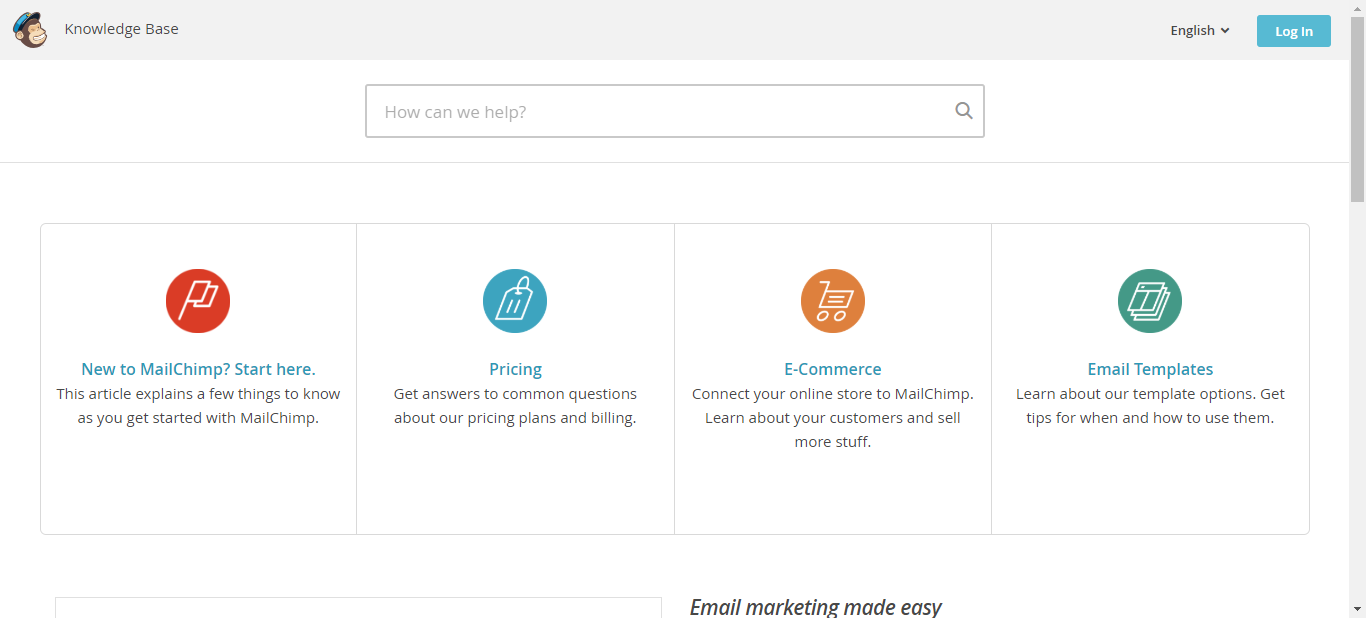 Knowledge Base
English
Log In
How can we help?
New to MailChimp? Start here.
This article explains a few things to know
as you get started with MailChimp.
Pricing
Get answers to common questions
about our pricing plans and billing.
E-Commerce
Connect your online store to MailChimp.
Learn about your customers and sell
more stuff.
Email Templates
Learn about our template options. Get
tips for when and how to use them.
Email marketing made easy